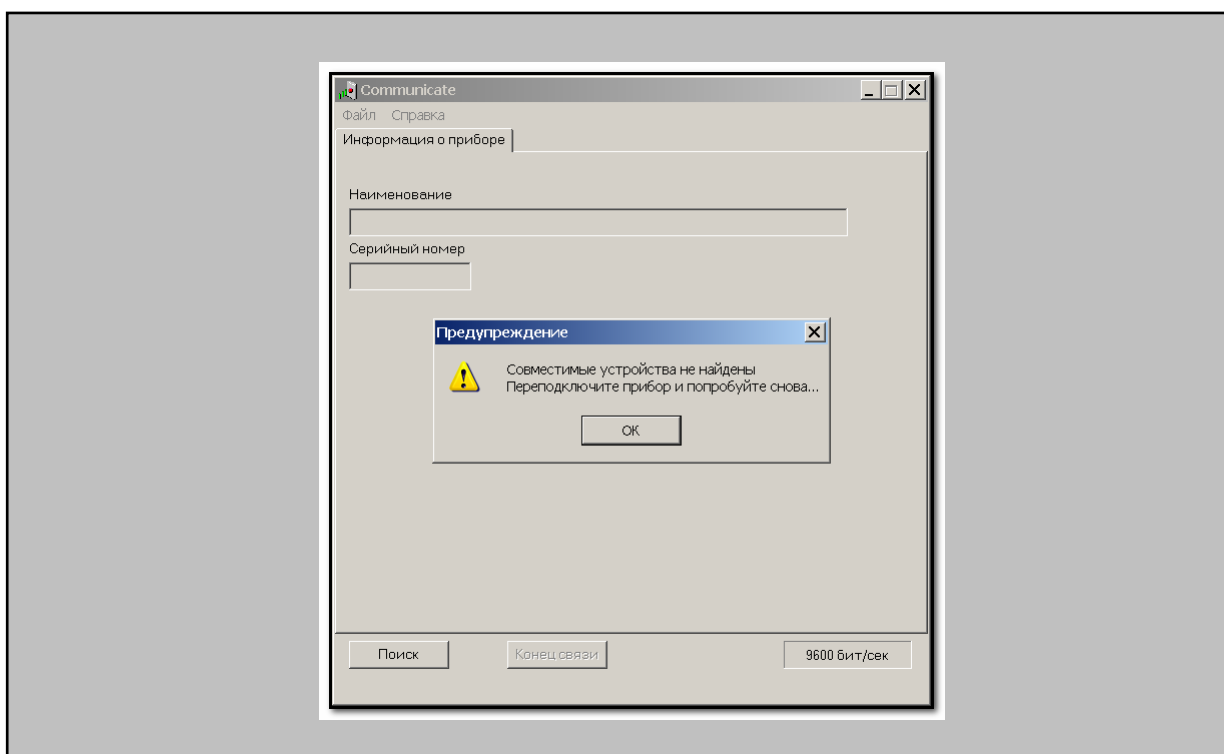 Communicate
Файл Справка
Информация о приборе
Наименование
Серийный номер
Предупреждение
Совместимые устройства не найдены
Переподключите прибор и попробуйте снова...
OK
Поиск Конец связи 9600 бит/сек